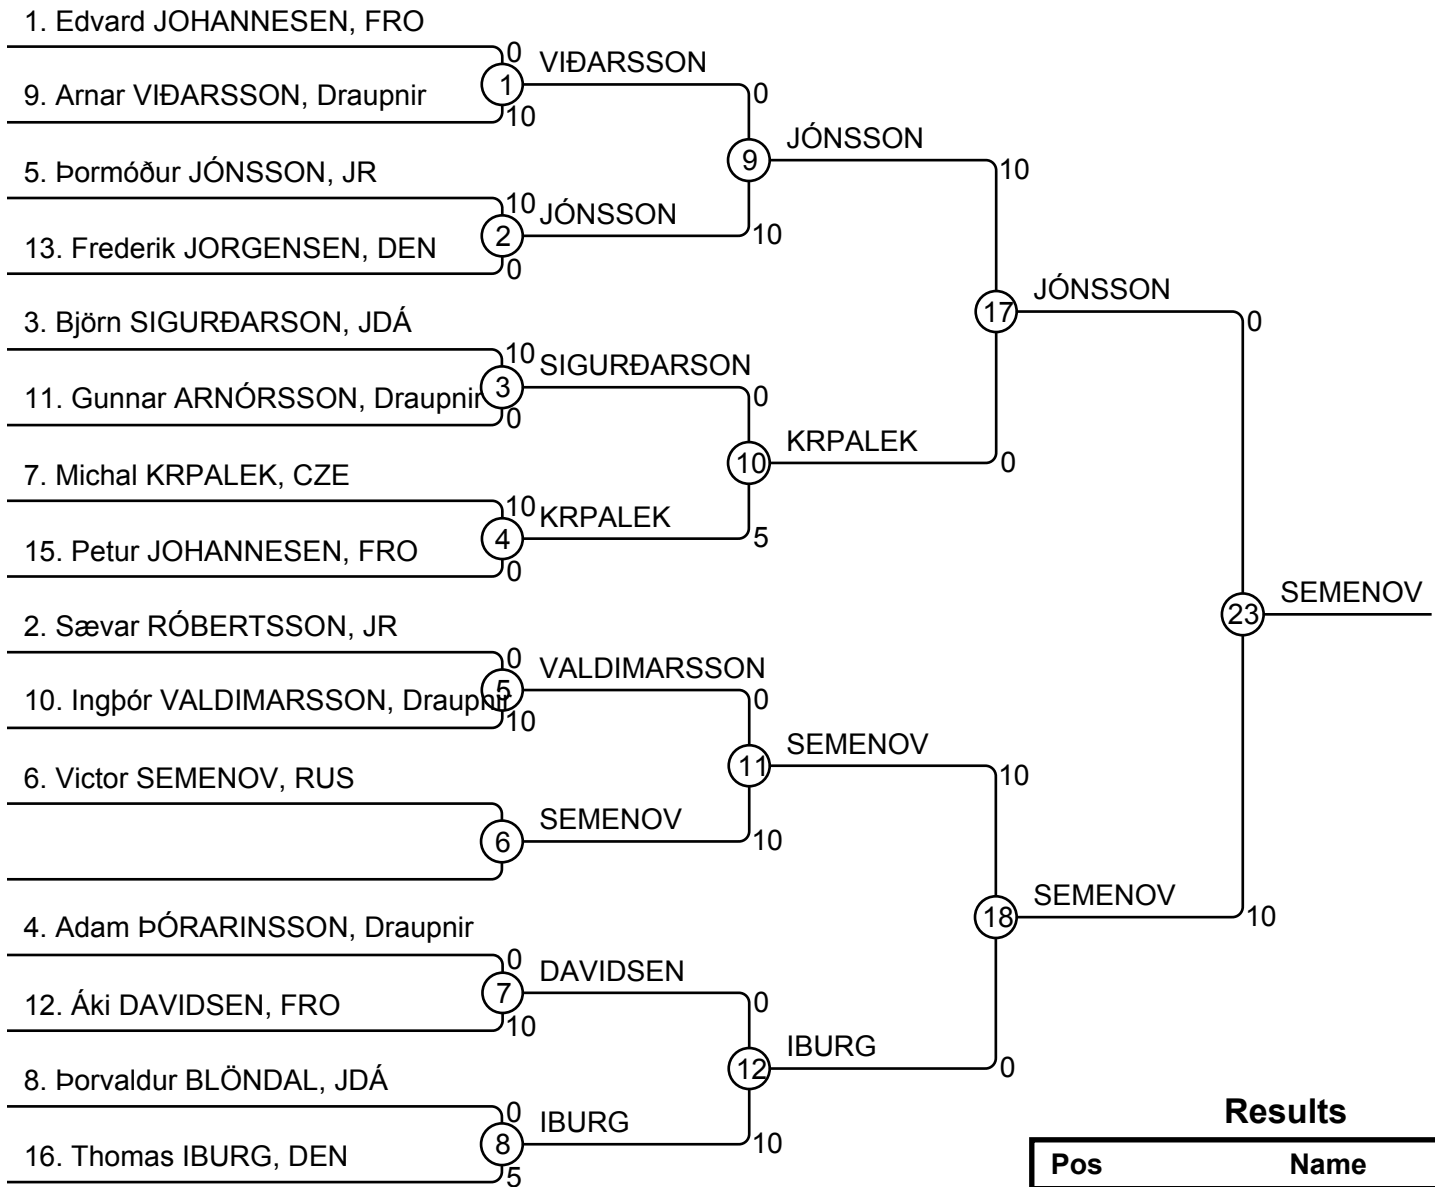 1. Edvard JOHANNESEN, FRO
0
VIÐARSSON
1
9. Arnar VIÐARSSON, Draupnir
10
0
JÓNSSON
9
5. Þormóður JÓNSSON, JR
10
10
JÓNSSON
2
10
13. Frederik JORGENSEN, DEN
0
JÓNSSON
17
0
3. Björn SIGURÐARSON, JDÁ
10
SIGURÐARSON
3
11. Gunnar ARNÓRSSON, Draupnir
0
0
KRPALEK
10
0
7. Michal KRPALEK, CZE
10
KRPALEK
4
5
15. Petur JOHANNESEN, FRO
0
SEMENOV
23
2. Sævar RÓBERTSSON, JR
0
VALDIMARSSON
5
10. Ingþór VALDIMARSSON, Draupnir
10
0
SEMENOV
11
10
6. Victor SEMENOV, RUS
SEMENOV
6
10
SEMENOV
18
10
4. Adam ÞÓRARINSSON, Draupnir
0
DAVIDSEN
7
12. Áki DAVIDSEN, FRO
10
0
IBURG
12
0
8. Þorvaldur BLÖNDAL, JDÁ
0
IBURG
8
10
16. Thomas IBURG, DEN
5
Results
Pos Name